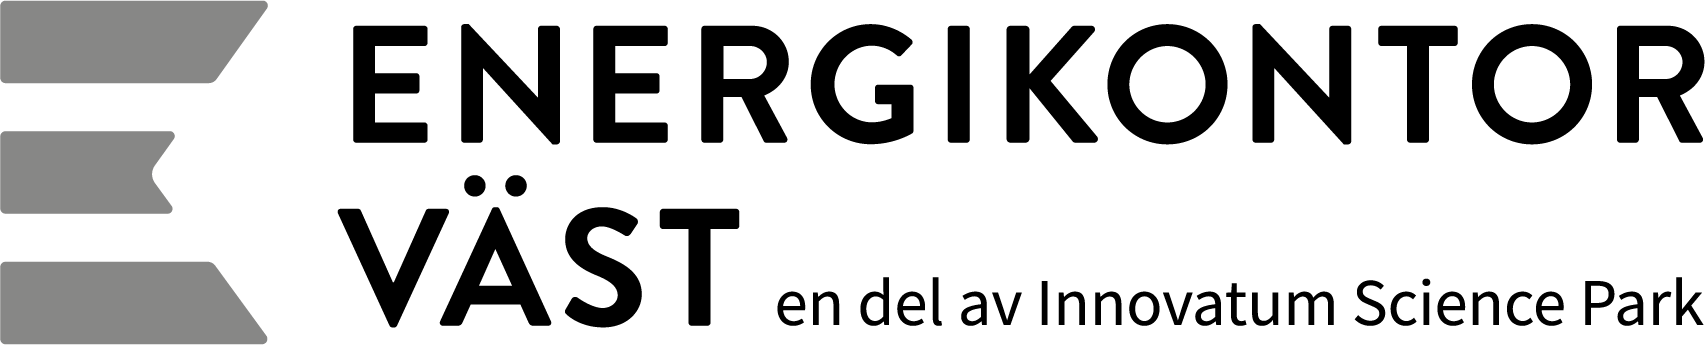 ENERGIKONTOR
VÄST en del av Innovatum Science Park